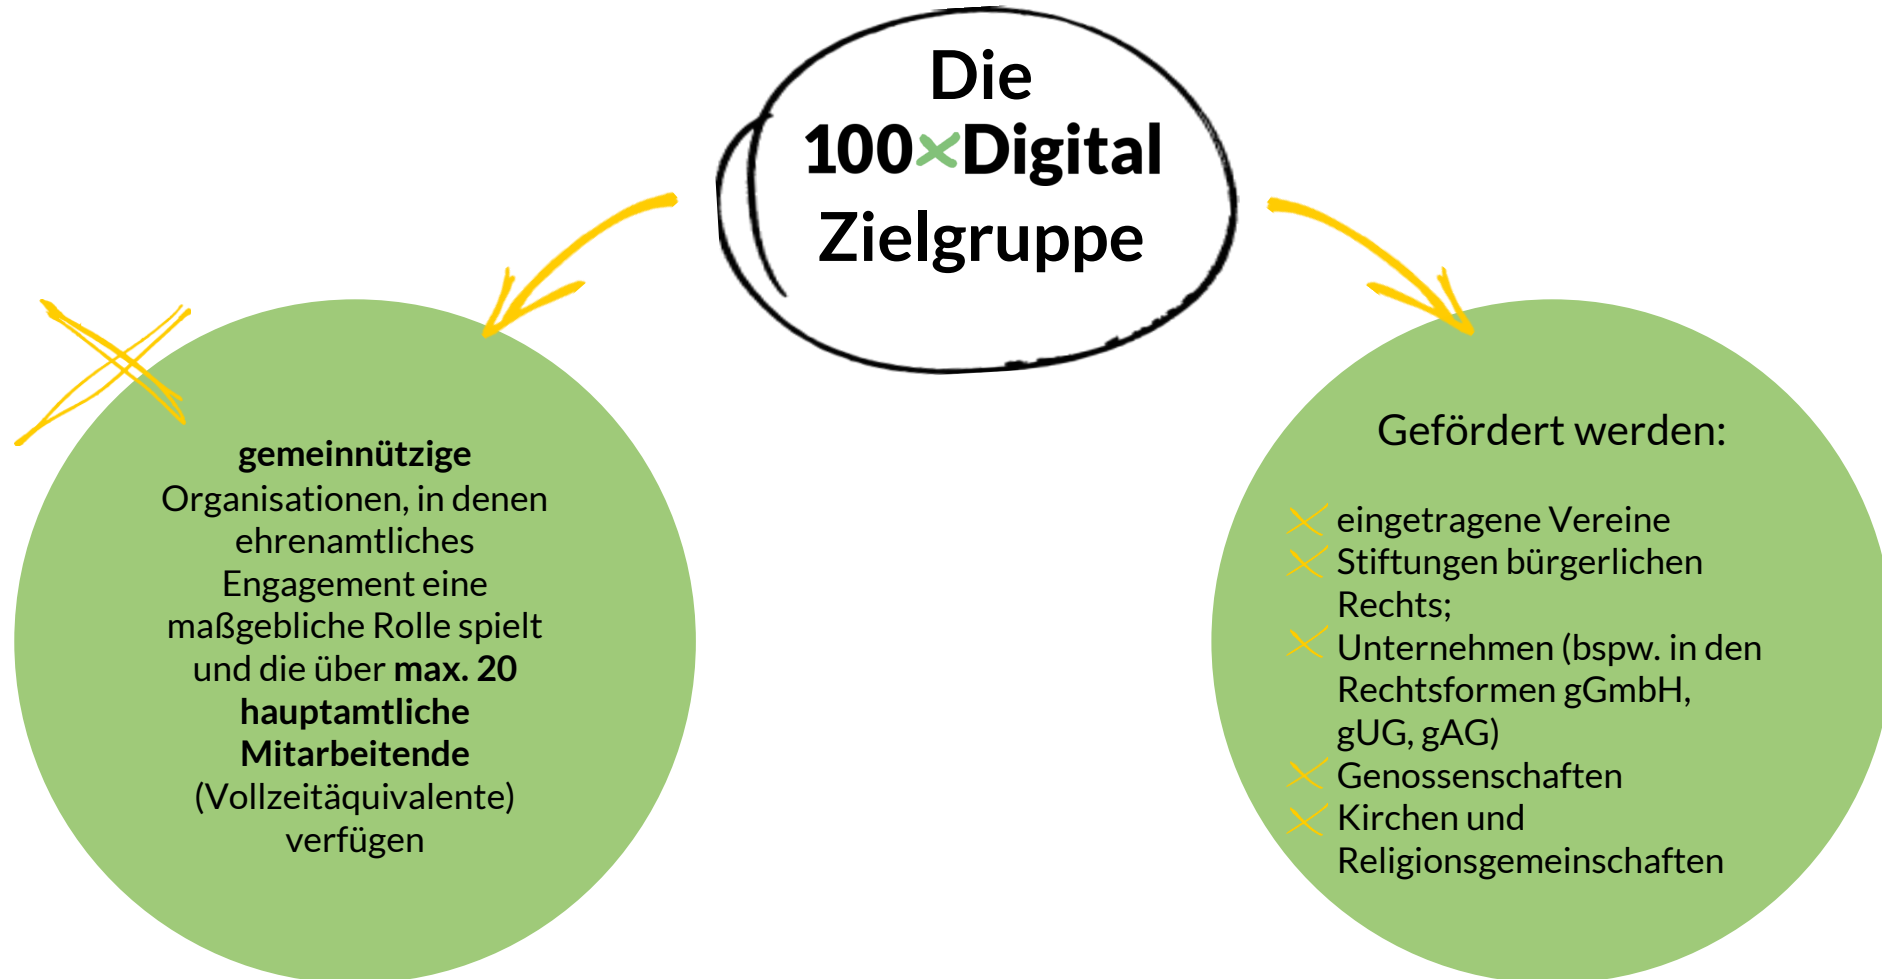 Die
100×Digital
Zielgruppe
gemeinnützige
Organisationen, in denen
ehrenamtliches
Engagement eine
maßgebliche Rolle spielt
und die über max. 20
hauptamtliche
Mitarbeitende
(Vollzeitäquivalente)
verfügen
Gefördert werden:
eingetragene Vereine
Stiftungen bürgerlichen
Rechts;
Unternehmen (bspw. in den
Rechtsformen gGmbH,
gUG, gAG)
Genossenschaften
Kirchen und
Religionsgemeinschaften